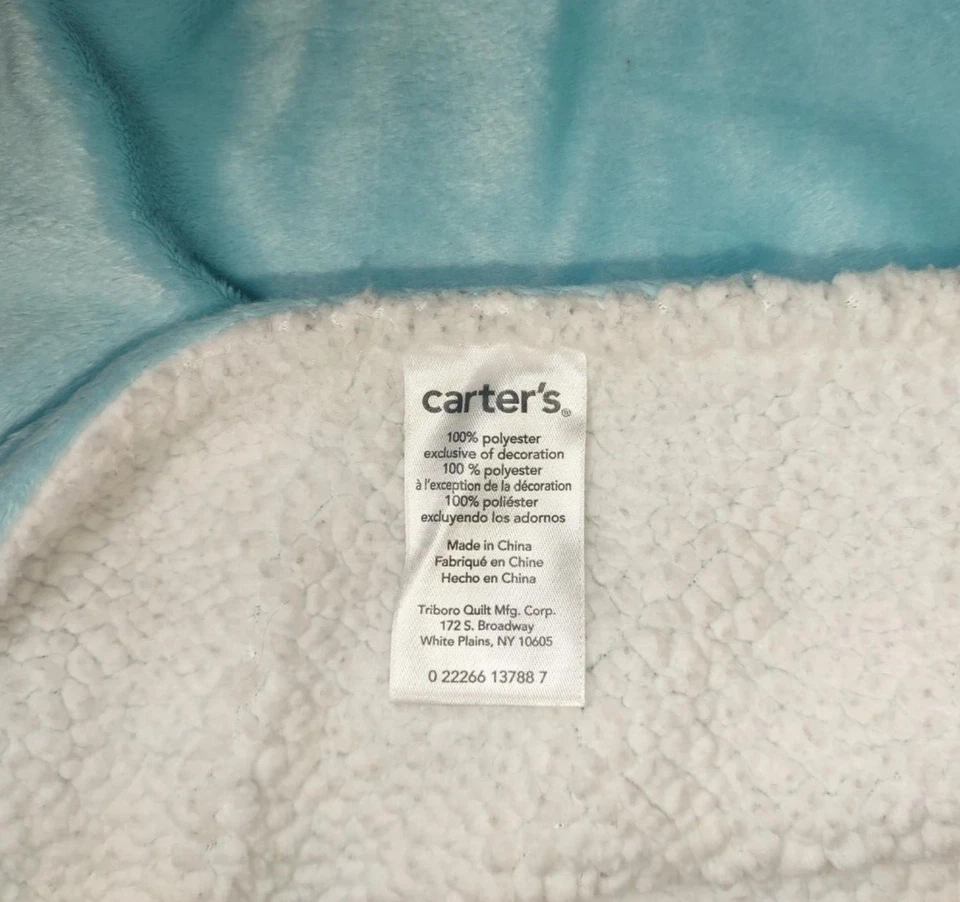 carter's®
100% polyester
exclusive of decoration
100 % polyester
à l'exception de la décoration
100% poliéster
excluyendo los adornos
Made in China
Fabriqué en Chine
Hecho en China
Triboro Quilt Mfg. Corp.
172 S. Broadway
White Plains, NY 10605
0 22266 13788 7